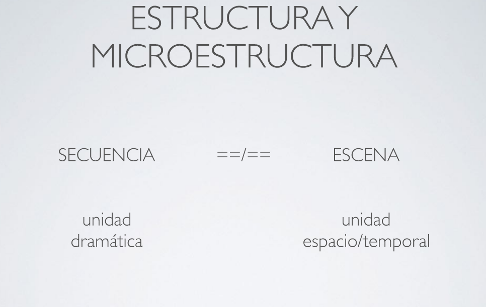 ESTRUCTURA Y
MICROESTRUCTURA
SECUENCIA ==/== ESCENA
unidad unidad
dramática espacio/temporal